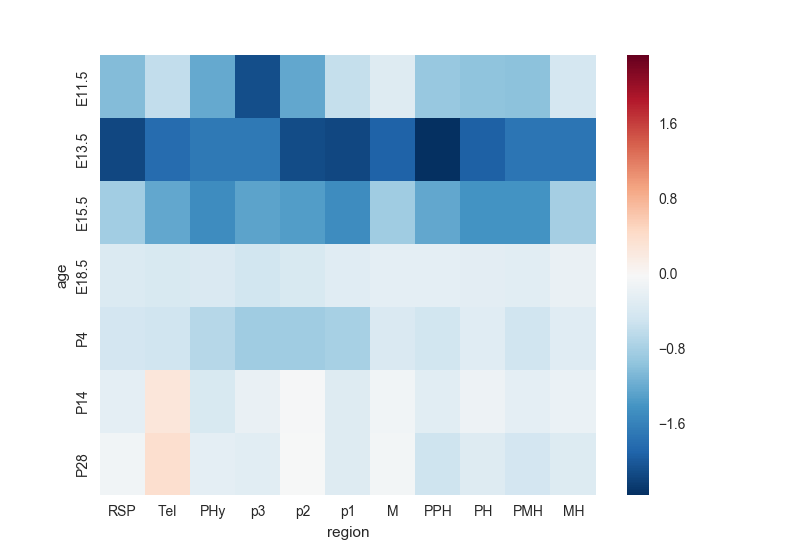 age
E11.5
E13.5
E15.5
E18.5
P4
P14
P28
RSP Tel PHy p3 p2 p1 M PPH PH PMH MH
region
1.6
0.8
0.0
−0.8
−1.6